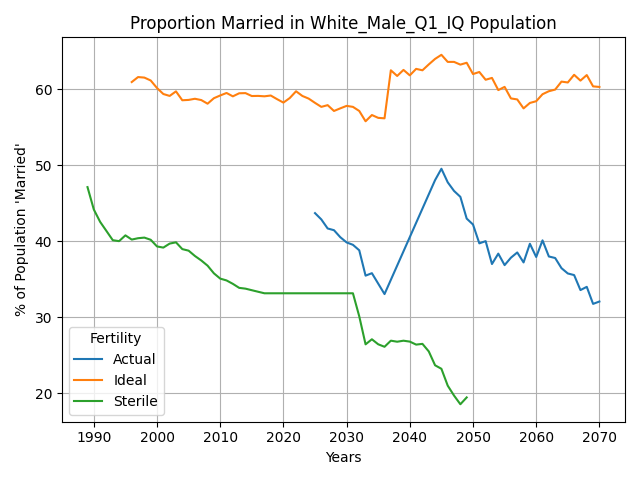 Proportion Married in White_Male_Q1_IQ Population
% of Population 'Married'
60
50
40
30
20
Fertility
Actual
Ideal
Sterile
1990 2000 2010 2020 2030 2040 2050 2060 2070
Years